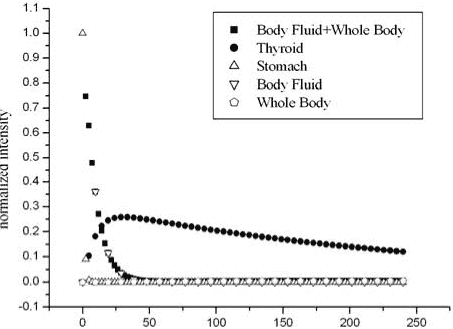 1.1
1.0
0.9
0.8
0.7
0.6
0.5
0.4
0.3
0.2
0.1
0.0
-0.1
normalized intensity
Body Fluid+Whole Body
Thyroid
Stomach
Body Fluid
Whole Body
0 50 100 150 200 250